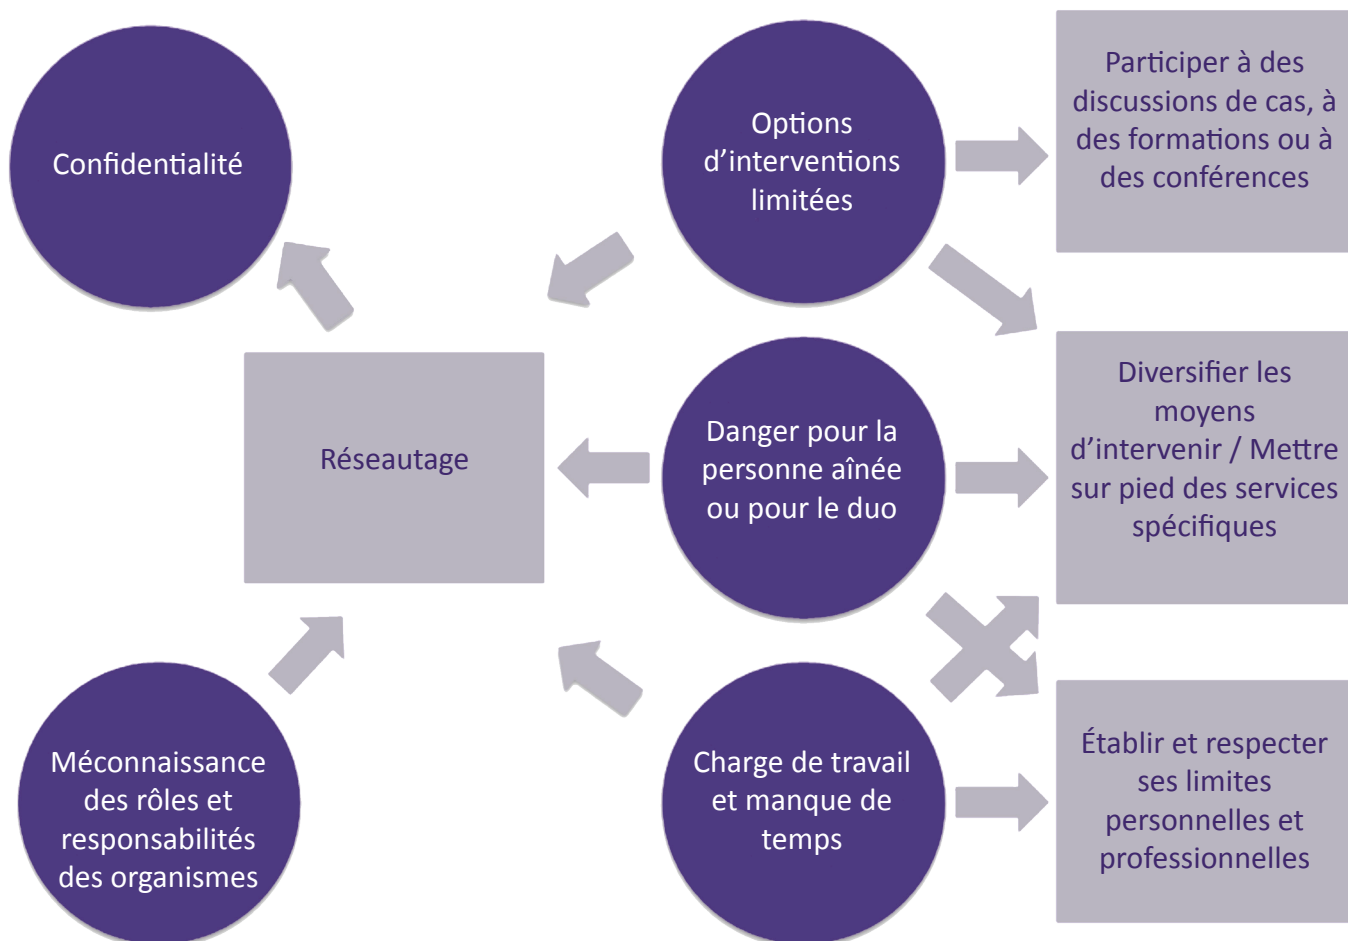 Confidentialité
Options
d’interventions
limitées
Participer à des
discussions de cas, à
des formations ou à
des conférences
Réseautage
Danger pour la
personne aînée
ou pour le duo
Diversifier les
moyens
d’intervenir / Mettre
sur pied des services
spécifiques
Méconnaissance
des rôles et
responsabilités
des organismes
Charge de travail
et manque de
temps
Établir et respecter
ses limites
personnelles et
professionnelles